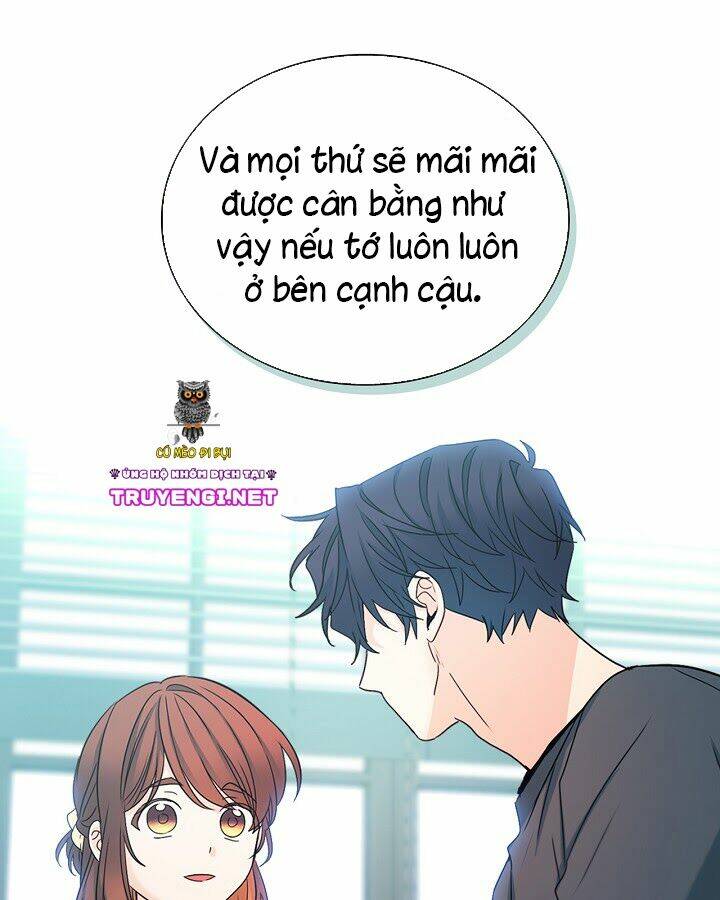 Và mọi thứ sẽ mãi mãi
được cân bằng như
vậy nếu tớ luôn luôn
ở bên cạnh cậu.
CÚ MÈO ĐI BỤI
ỦNG HỘ NHÓM DỊCH TẠI
TRUYENGI.NET